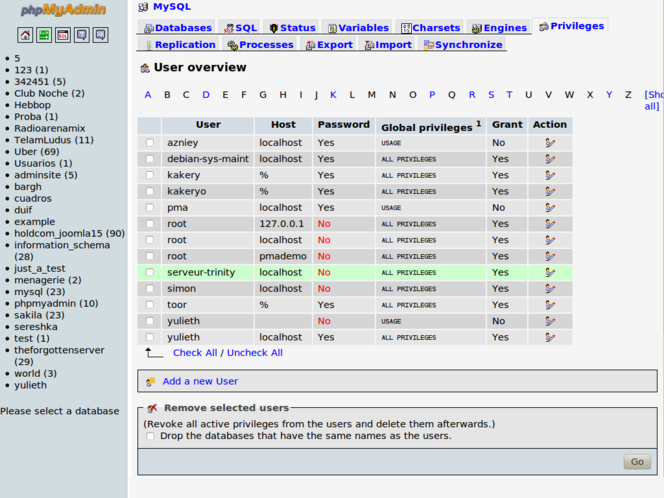 phpMyAdmin
5
123 (1)
342451 (5)
Club Noche (2)
Hebbop
Proba (1)
Radioarenamix
TelamLudus (11)
Uber (69)
Usuarios (1)
adminsite (5)
bargh
cuadros
duif
example
holdcom_joomla15 (90)
information_schema
(28)
just_a_test
menagerie (2)
mysql (23)
phpmyadmin (10)
sakila (23)
sereshka
test (1)
theforgottenserver
(29)
world (3)
yulieth
Please select a database
MySQL
Databases SQL Status Variables Charsets Engines Privileges
Replication Processes Export Import Synchronize
User overview
A B C D E F G H I J K L M N O P Q R S T U V W X Y Z [Sho
all]
User Host Password Global privileges 1 Grant Action
azniey localhost Yes USAGE No
debian-sys-maint localhost Yes ALL PRIVILEGES Yes
kakery % Yes ALL PRIVILEGES Yes
kakeryo % Yes ALL PRIVILEGES Yes
pma localhost Yes USAGE No
root 127.0.0.1 No ALL PRIVILEGES Yes
root localhost No ALL PRIVILEGES Yes
root pmademo No ALL PRIVILEGES Yes
serveur-trinity localhost No ALL PRIVILEGES Yes
simon localhost No ALL PRIVILEGES Yes
toor % Yes ALL PRIVILEGES Yes
yulieth No USAGE No
yulieth localhost Yes ALL PRIVILEGES Yes
Check All / Uncheck All
Add a new User
Remove selected users
(Revoke all active privileges from the users and delete them afterwards.)
Drop the databases that have the same names as the users.
Go